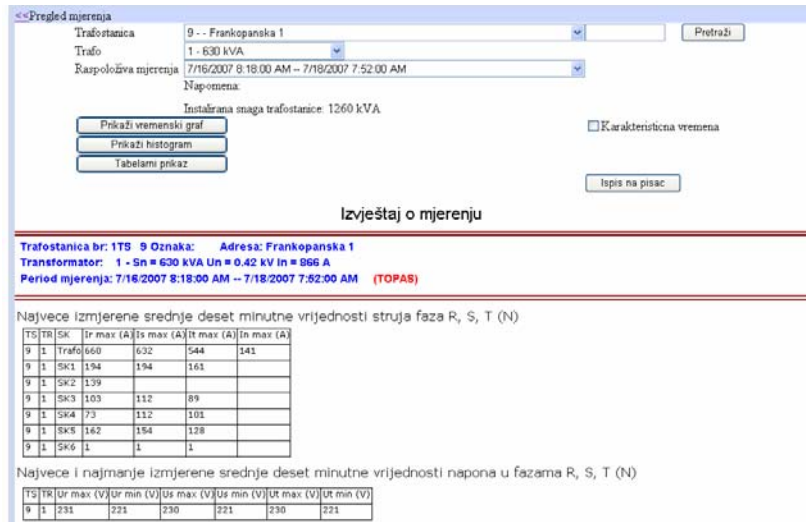 <<Pregled mjerenja
Trafostanica 9 - - Frankopanska 1 Pretraži
Trafo 1 - 630 kVA
Raspoloživa mjerenja 7/16/2007 8:18:00 AM -- 7/18/2007 7:52:00 AM
Napomena:
Instalirana snaga trafostanice: 1260 kVA
Prikaži vremenski graf Karakteristicna vremena
Prikaži histogram
Tabelarni prikaz
Ispis na pisac
Izvještaj o mjerenju
Trafostanica br: 1TS 9 Oznaka: Adresa: Frankopanska 1
Transformator: 1 - Sn = 630 kVA Un = 0.42 kV In = 866 A
Period mjerenja: 7/16/2007 8:18:00 AM -- 7/18/2007 7:52:00 AM (TOPAS)
Najvece izmjerene srednje deset minutne vrijednosti struja faza R, S, T (N)
TS TR SK Ir max (A) Is max (A) It max (A) In max (A)
9 1 Trafo 660 632 544 141
9 1 SK1 194 194 161
9 1 SK2 139
9 1 SK3 103 112 89
9 1 SK4 73 112 101
9 1 SK5 162 154 128
9 1 SK6 1 1 1
Najvece i najmanje izmjerene srednje deset minutne vrijednosti napona u fazama R, S, T (N)
TS TR Ur max (V) Ur min (V) Us max (V) Us min (V) Ut max (V) Ut min (V)
9 1 231 221 230 221 230 221